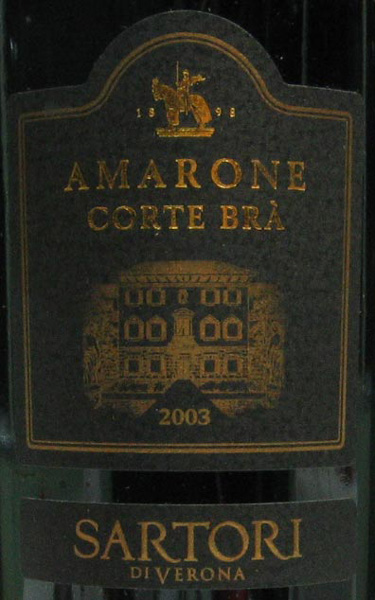 1898
AMARONE
CORTE BRÀ
2003
SARTORI
DI VERONA